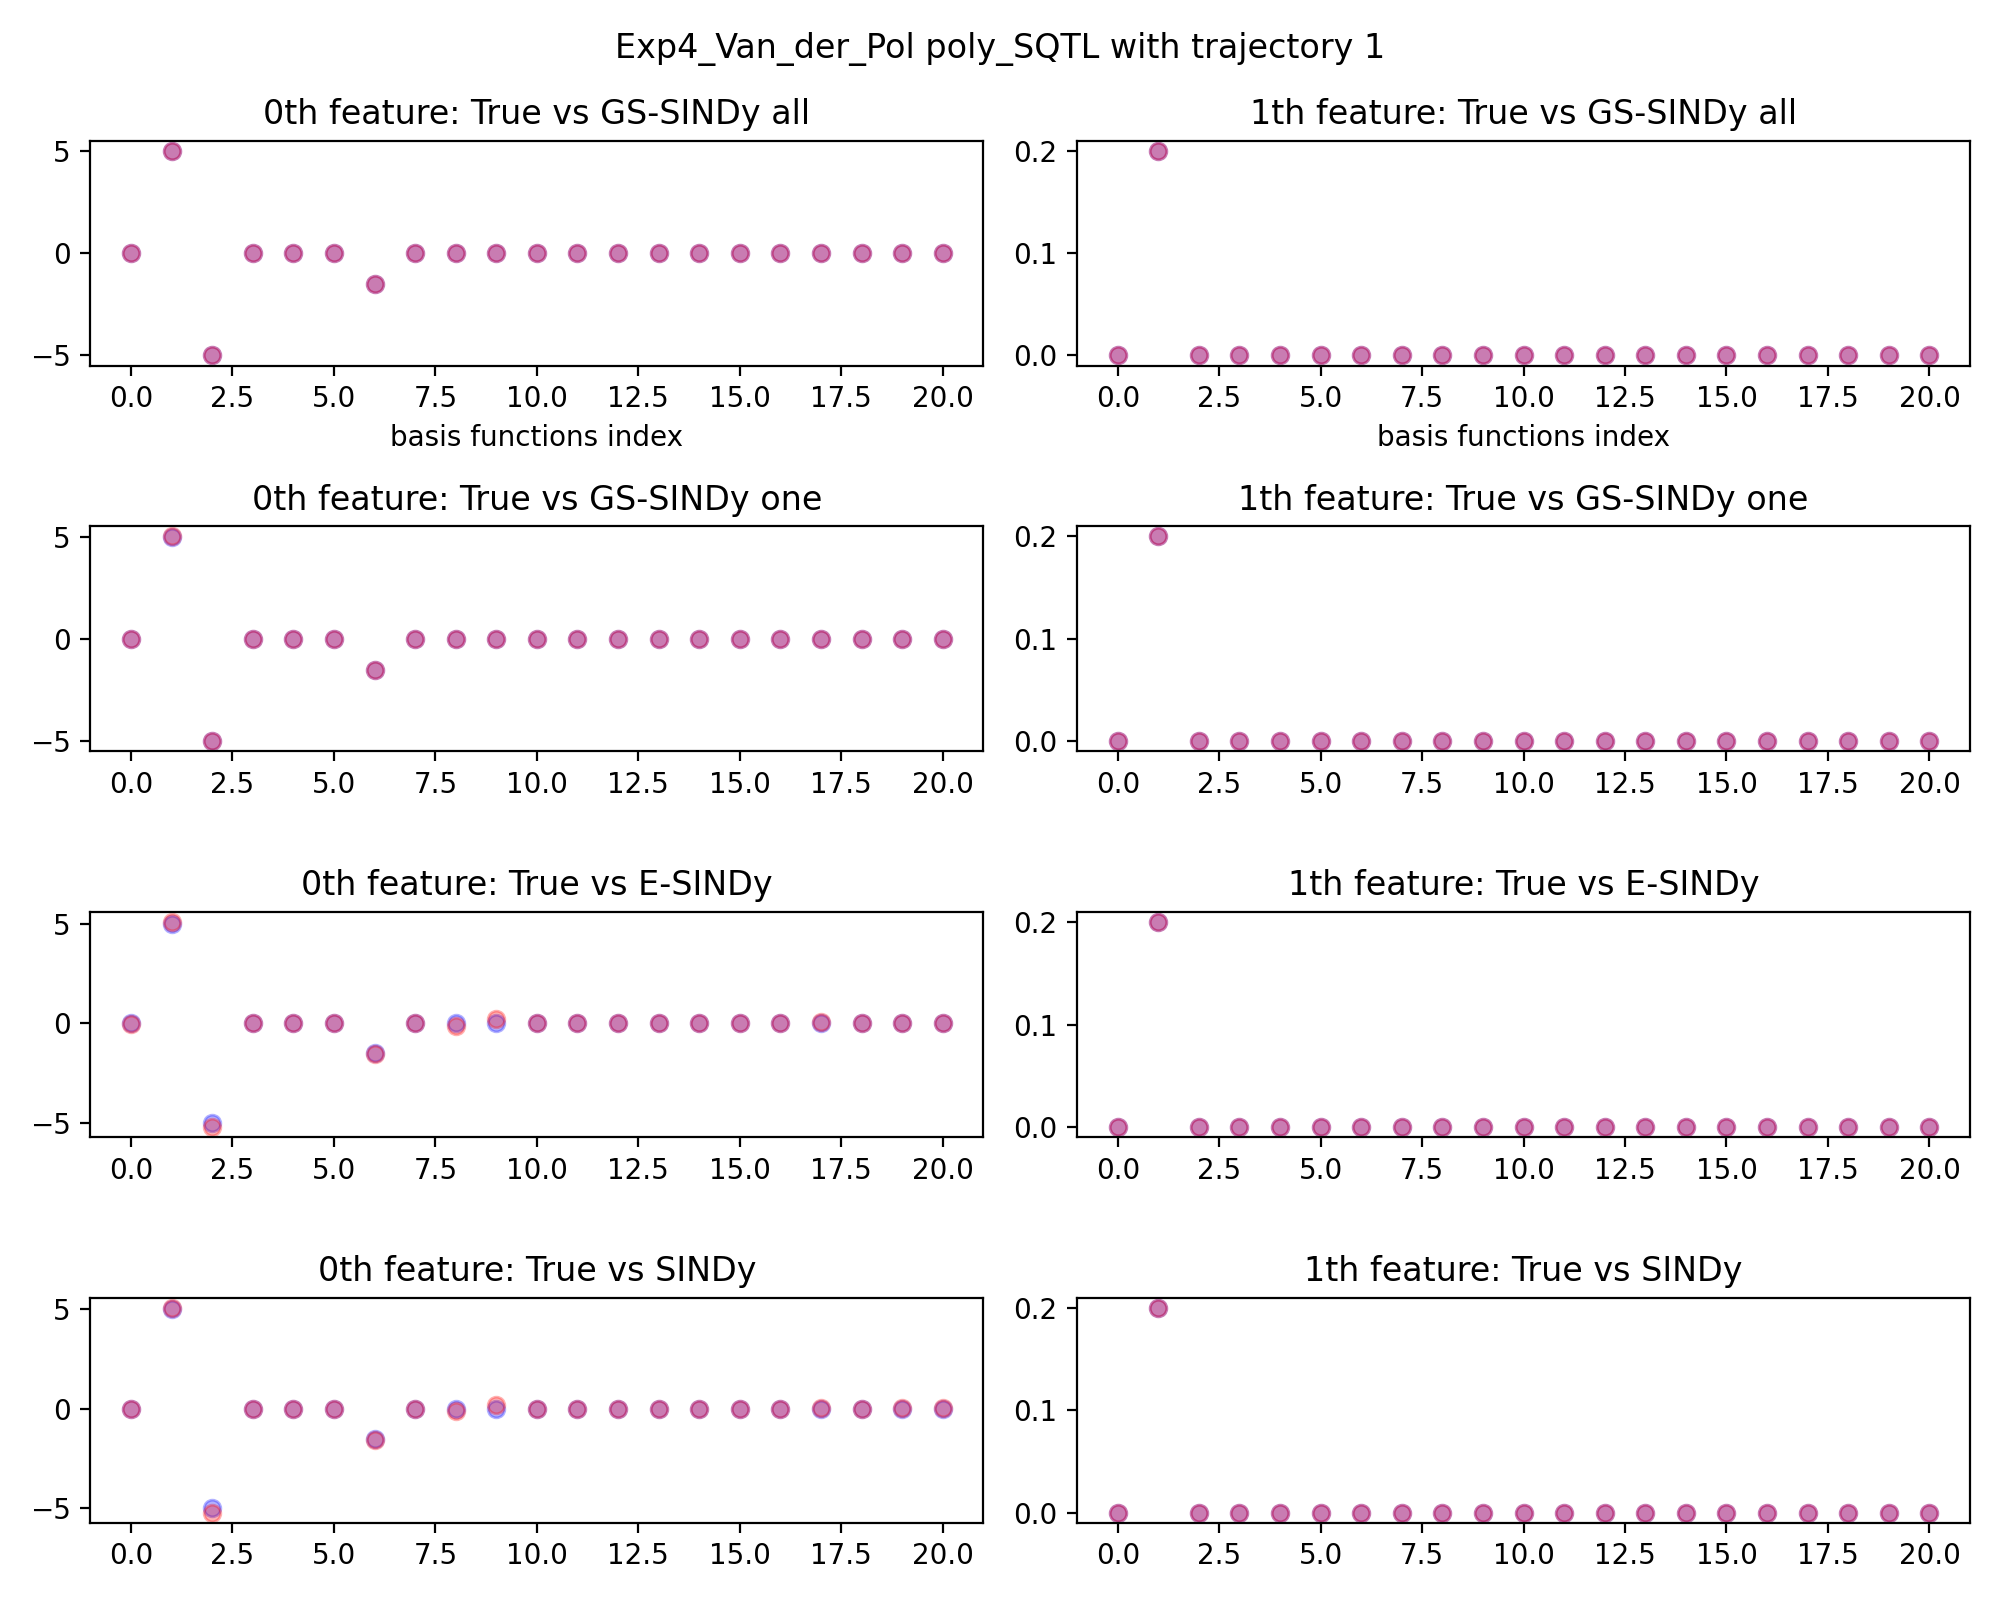 Exp4_Van_der_Pol poly_SQTL with trajectory 1
0th feature: True vs GS-SINDy all
5
0
−5
0.0 2.5 5.0 7.5 10.0 12.5 15.0 17.5 20.0
basis functions index
1th feature: True vs GS-SINDy all
0.2
0.1
0.0
0.0 2.5 5.0 7.5 10.0 12.5 15.0 17.5 20.0
basis functions index
0th feature: True vs GS-SINDy one
5
0
−5
0.0 2.5 5.0 7.5 10.0 12.5 15.0 17.5 20.0
1th feature: True vs GS-SINDy one
0.2
0.1
0.0
0.0 2.5 5.0 7.5 10.0 12.5 15.0 17.5 20.0
0th feature: True vs E-SINDy
5
0
−5
0.0 2.5 5.0 7.5 10.0 12.5 15.0 17.5 20.0
1th feature: True vs E-SINDy
0.2
0.1
0.0
0.0 2.5 5.0 7.5 10.0 12.5 15.0 17.5 20.0
0th feature: True vs SINDy
5
0
−5
0.0 2.5 5.0 7.5 10.0 12.5 15.0 17.5 20.0
1th feature: True vs SINDy
0.2
0.1
0.0
0.0 2.5 5.0 7.5 10.0 12.5 15.0 17.5 20.0